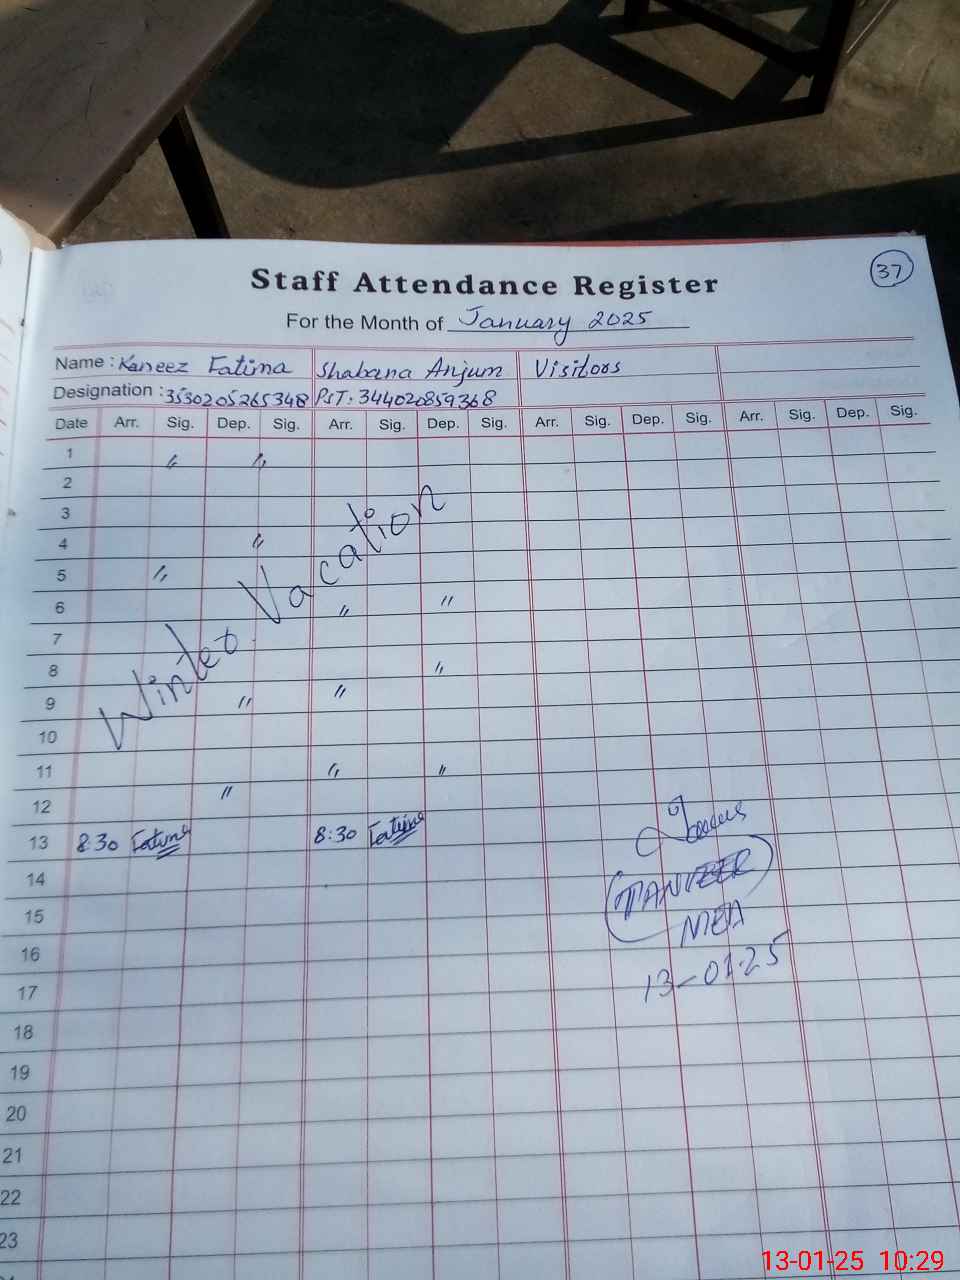 37
Staff Attendance Register
For the Month of January 2025
Name : Kaneez Fatima Shabana Anjum Visitors
Designation : 3530205265348 PST. 344020859368
Date Arr. Sig. Dep. Sig. Arr. Sig. Dep. Sig. Arr. Sig. Dep. Sig. Arr. Sig. Dep. Sig.
1 〃 〃
2
3
4 〃
5 〃
6 〃 〃
7
8 〃
9 〃 〃
10
11 〃 〃
12 〃
Winter Vacation
13 8:30 Fatima 8:30 Fatima
14
15
16
17
18
19
20
21
22
23
TANVEER
MEA
13-01-25
13-01-25 10:29